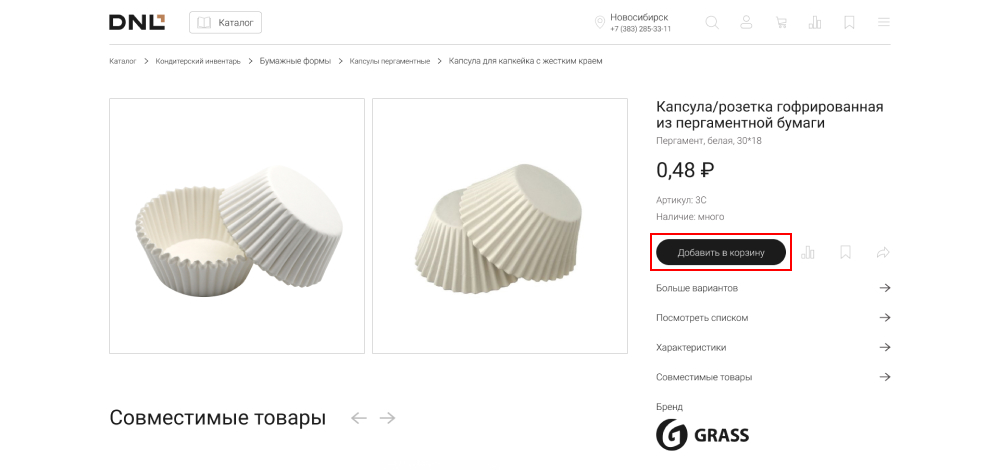 DNL
Каталог
Новосибирск
+7 (383) 285-33-11
Каталог > Кондитерский инвентарь > Бумажные формы > Капсулы пергаментные > Капсула для капкейка с жестким краем
Капсула/розетка гофрированная
из пергаментной бумаги
Пергамент, белая, 30*18
0,48 ₽
Артикул: 3С
Наличие: много
Добавить в корзину
Больше вариантов
Посмотреть списком
Характеристики
Совместимые товары
Бренд
GRASS
Совместимые товары